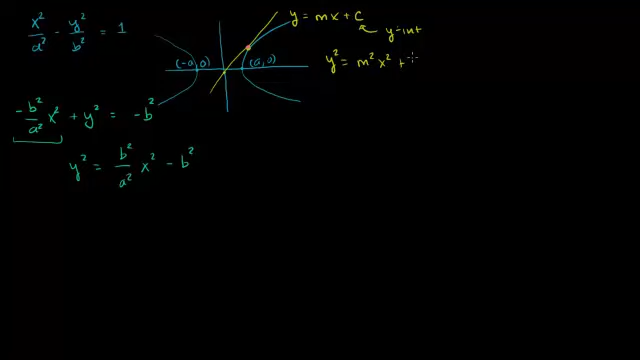 x²/a² - y²/b² = 1
(-a, 0)
(a, 0)
y = mx + c
y-int
y² = m²x² +
-b²/a² x² + y² = -b²
y² = b²/a² x² - b²